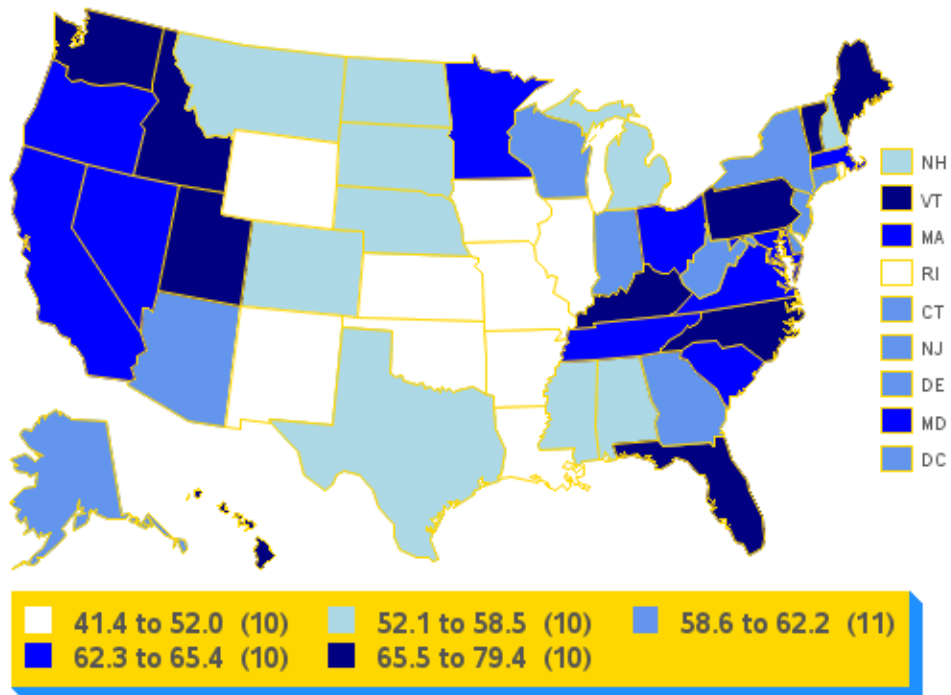 NH
VT
MA
RI
CT
NJ
DE
MD
DC
41.4 to 52.0 (10) 52.1 to 58.5 (10) 58.6 to 62.2 (11)
62.3 to 65.4 (10) 65.5 to 79.4 (10)